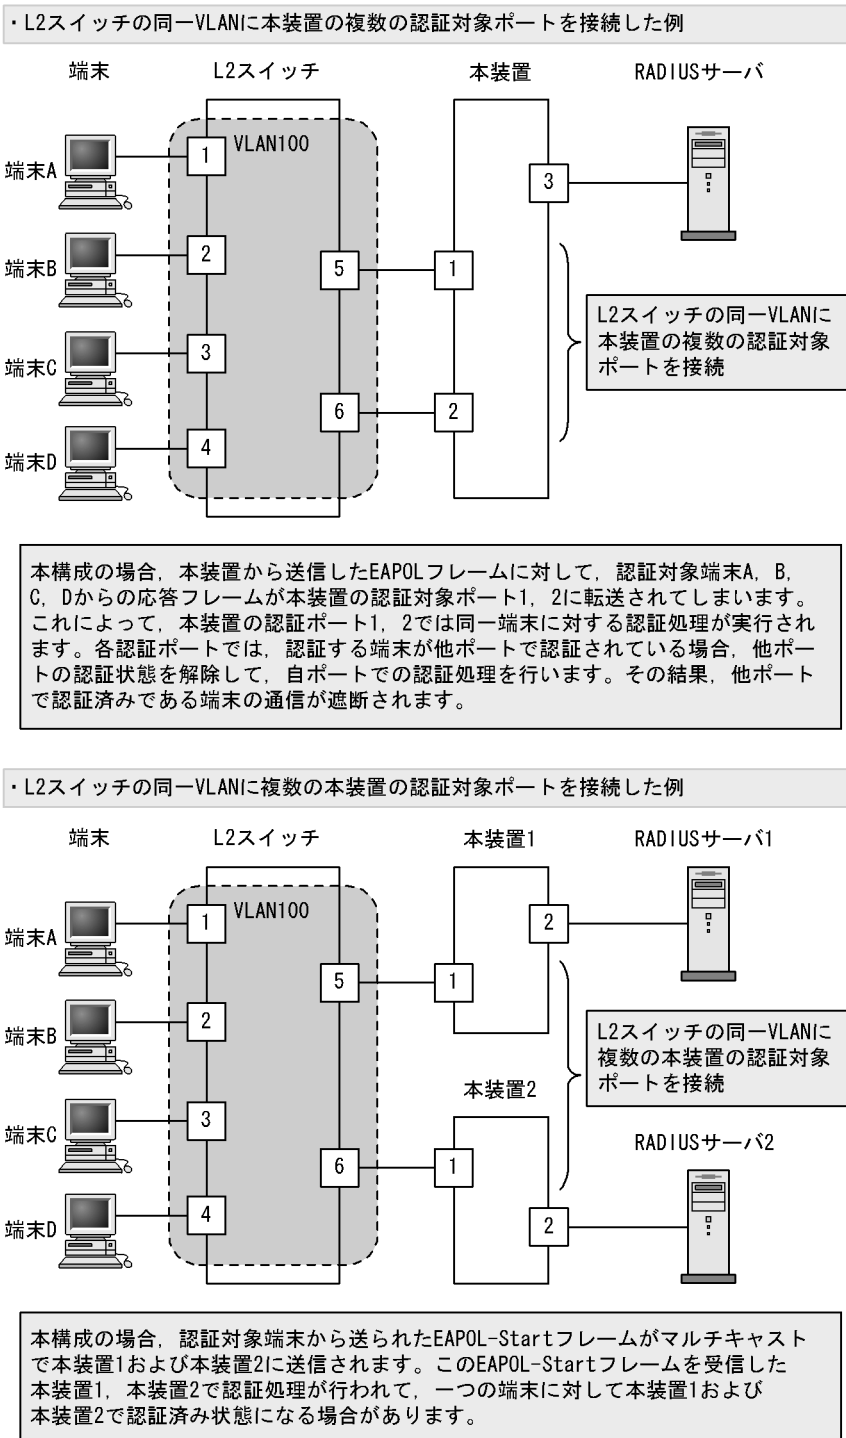 ・L2スイッチの同一VLANに本装置の複数の認証対象ポートを接続した例
端末
L2スイッチ
本装置
RADIUSサーバ
VLAN100
端末A
1
3
端末B
2
5
1
L2スイッチの同一VLANに
本装置の複数の認証対象
ポートを接続
端末C
3
6
2
端末D
4
本構成の場合，本装置から送信したEAPOLフレームに対して，認証対象端末A，B，
C，Dからの応答フレームが本装置の認証対象ポート1，2に転送されてしまいます。
これによって，本装置の認証ポート1，2では同一端末に対する認証処理が実行され
ます。各認証ポートでは，認証する端末が他ポートで認証されている場合，他ポー
トの認証状態を解除して，自ポートでの認証処理を行います。その結果，他ポート
で認証済みである端末の通信が遮断されます。
・L2スイッチの同一VLANに複数の本装置の認証対象ポートを接続した例
端末
L2スイッチ
本装置1
RADIUSサーバ1
VLAN100
端末A
1
2
5
1
端末B
2
L2スイッチの同一VLANに
複数の本装置の認証対象
ポートを接続
本装置2
端末C
3
RADIUSサーバ2
6
1
端末D
4
2
本構成の場合，認証対象端末から送られたEAPOL-Startフレームがマルチキャスト
で本装置1および本装置2に送信されます。このEAPOL-Startフレームを受信した
本装置1，本装置2で認証処理が行われて，一つの端末に対して本装置1および
本装置2で認証済み状態になる場合があります。